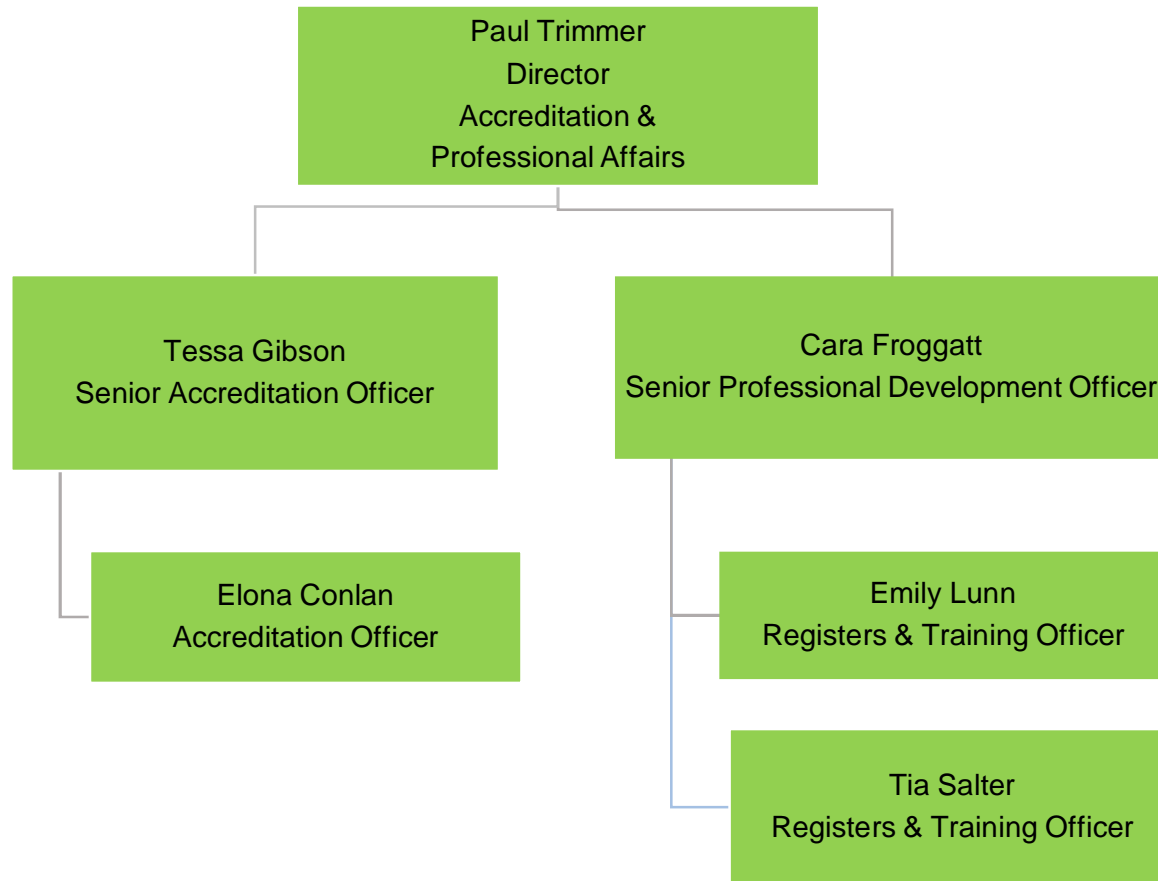 Paul Trimmer
Director
Accreditation &
Professional Affairs
Tessa Gibson
Senior Accreditation Officer
Cara Froggatt
Senior Professional Development Officer
Elona Conlan
Accreditation Officer
Emily Lunn
Registers & Training Officer
Tia Salter
Registers & Training Officer